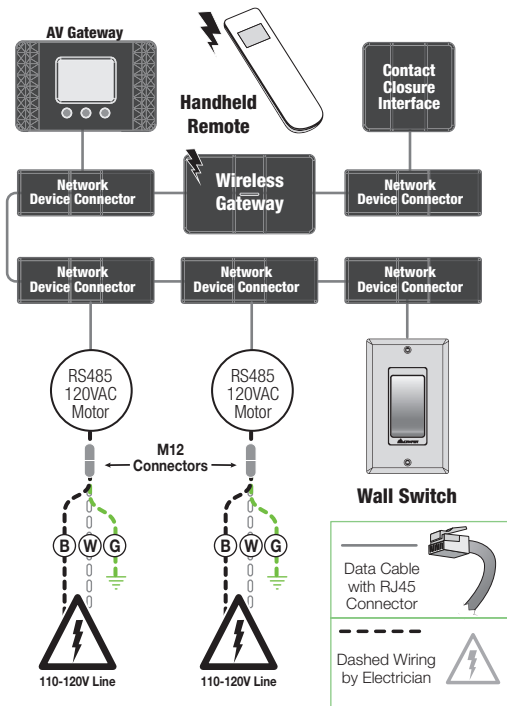 AV Gateway
Handheld
Remote
Contact
Closure
Interface
Network
Device Connector
Wireless
Gateway
Network
Device Connector
Network
Device Connector
Network
Device Connector
Network
Device Connector
RS485
120VAC
Motor
RS485
120VAC
Motor
M12
Connectors
Wall Switch
B W G
B W G
110-120V Line
110-120V Line
Data Cable
with RJ45
Connector
Dashed Wiring
by Electrician